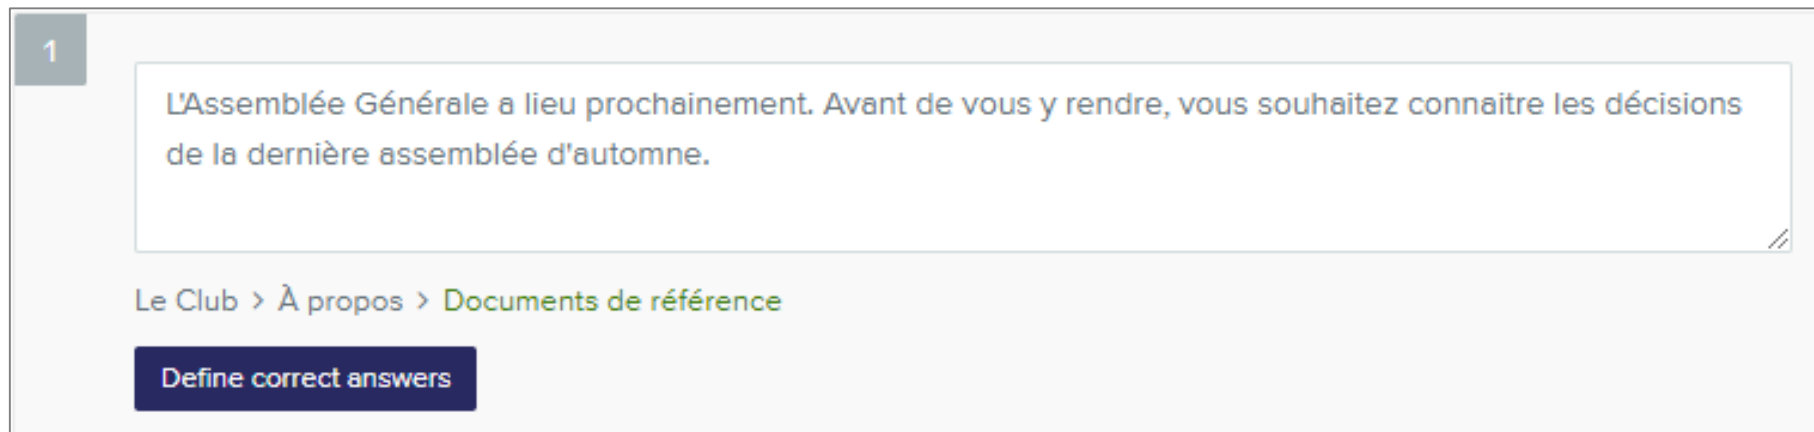 1
L'Assemblée Générale a lieu prochainement. Avant de vous y rendre, vous souhaitez connaitre les décisions
de la dernière assemblée d'automne.
Le Club > À propos > Documents de référence
Define correct answers